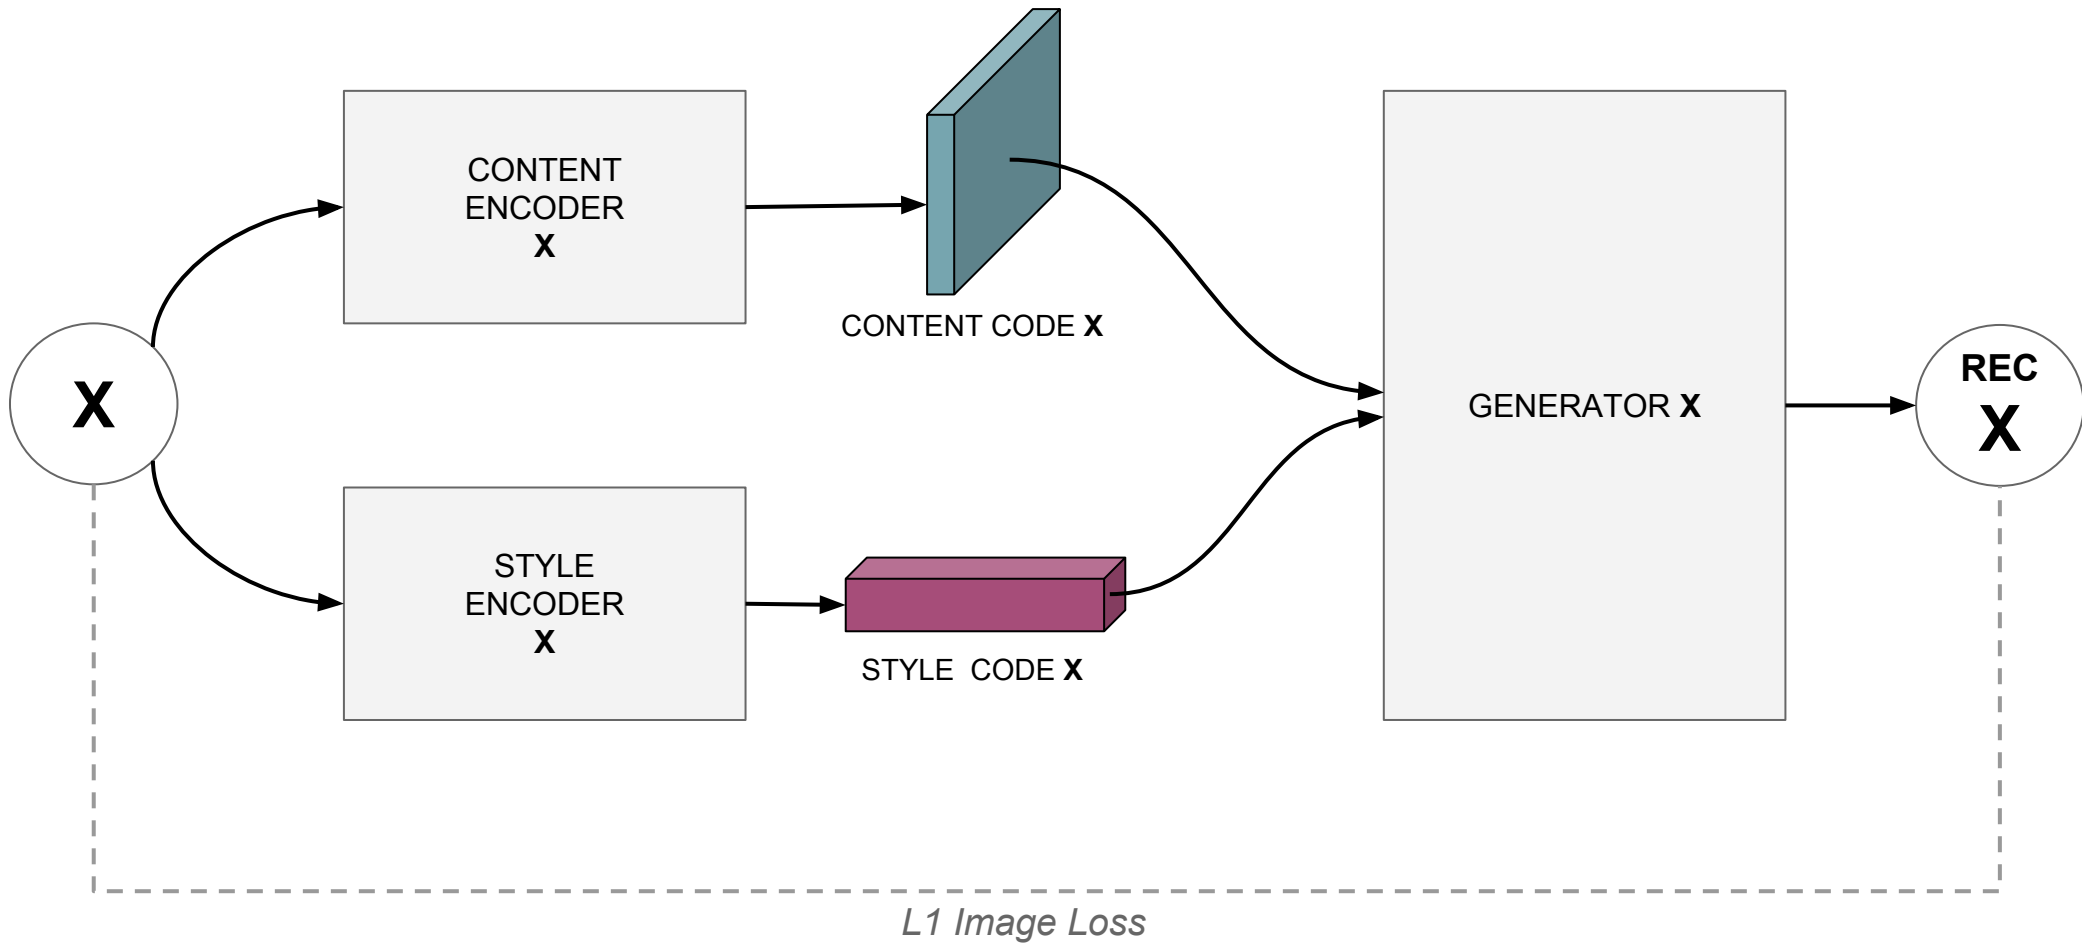 X
CONTENT
ENCODER
X
CONTENT CODE X
STYLE
ENCODER
X
STYLE CODE X
GENERATOR X
REC
X
L1 Image Loss